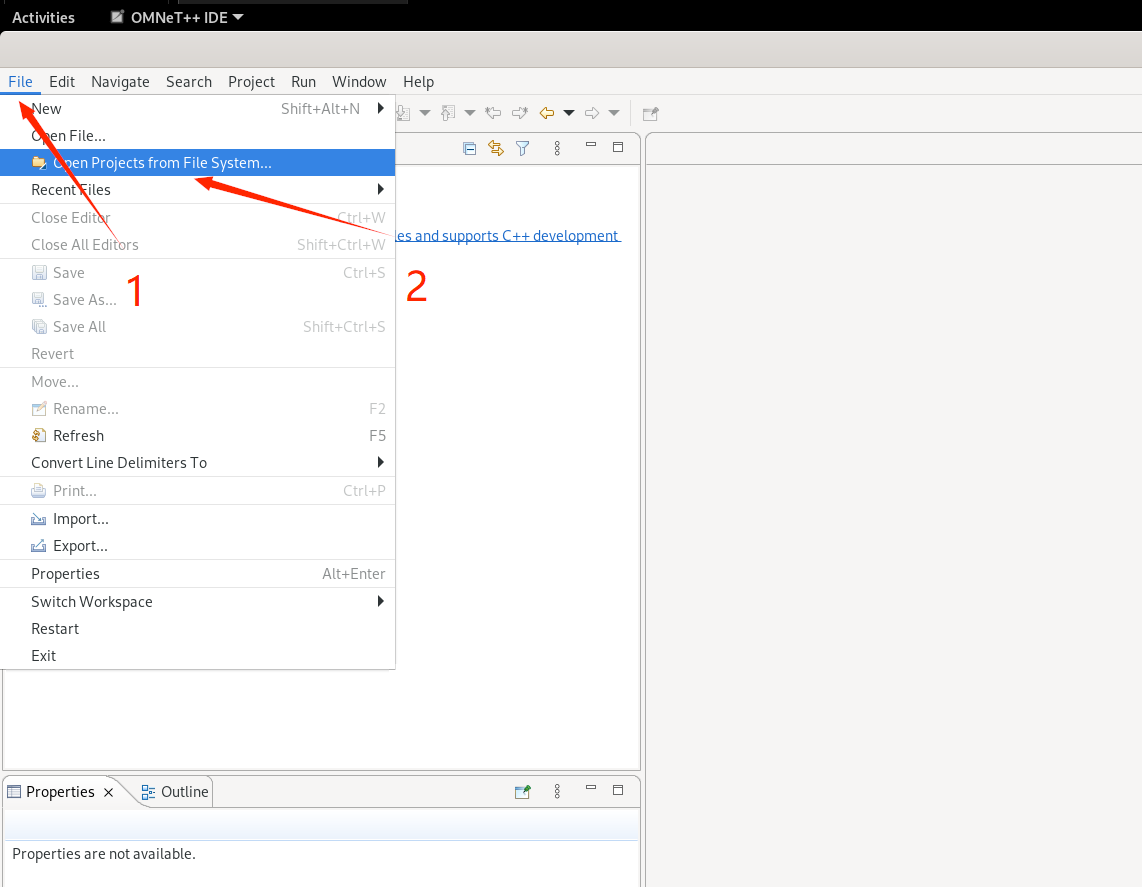 Activities OMNeT++ IDE
File Edit Navigate Search Project Run Window Help
New Shift+Alt+N
Open File...
Open Projects from File System...
Recent Files
Close Editor Ctrl+W
Close All Editors Shift+Ctrl+W
les and supports C++ development
Save Ctrl+S
1
2
Save As...
Save All Shift+Ctrl+S
Revert
Move...
Rename... F2
Refresh F5
Convert Line Delimiters To
Print... Ctrl+P
Import...
Export...
Properties Alt+Enter
Switch Workspace
Restart
Exit
Properties Outline
Properties are not available.